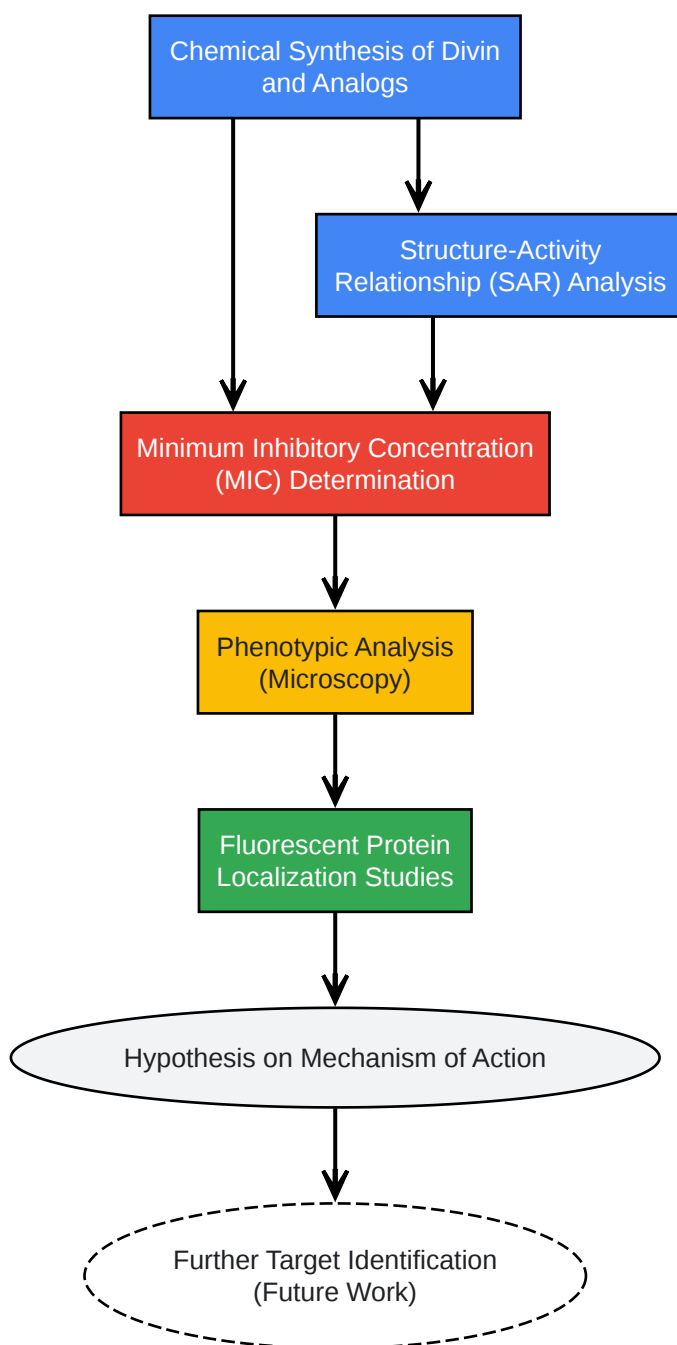 Chemical Synthesis of Divin
and Analogs
Structure-Activity
Relationship (SAR) Analysis
Minimum Inhibitory Concentration
(MIC) Determination
Phenotypic Analysis
(Microscopy)
Fluorescent Protein
Localization Studies
Hypothesis on Mechanism of Action
Further Target Identification
(Future Work)